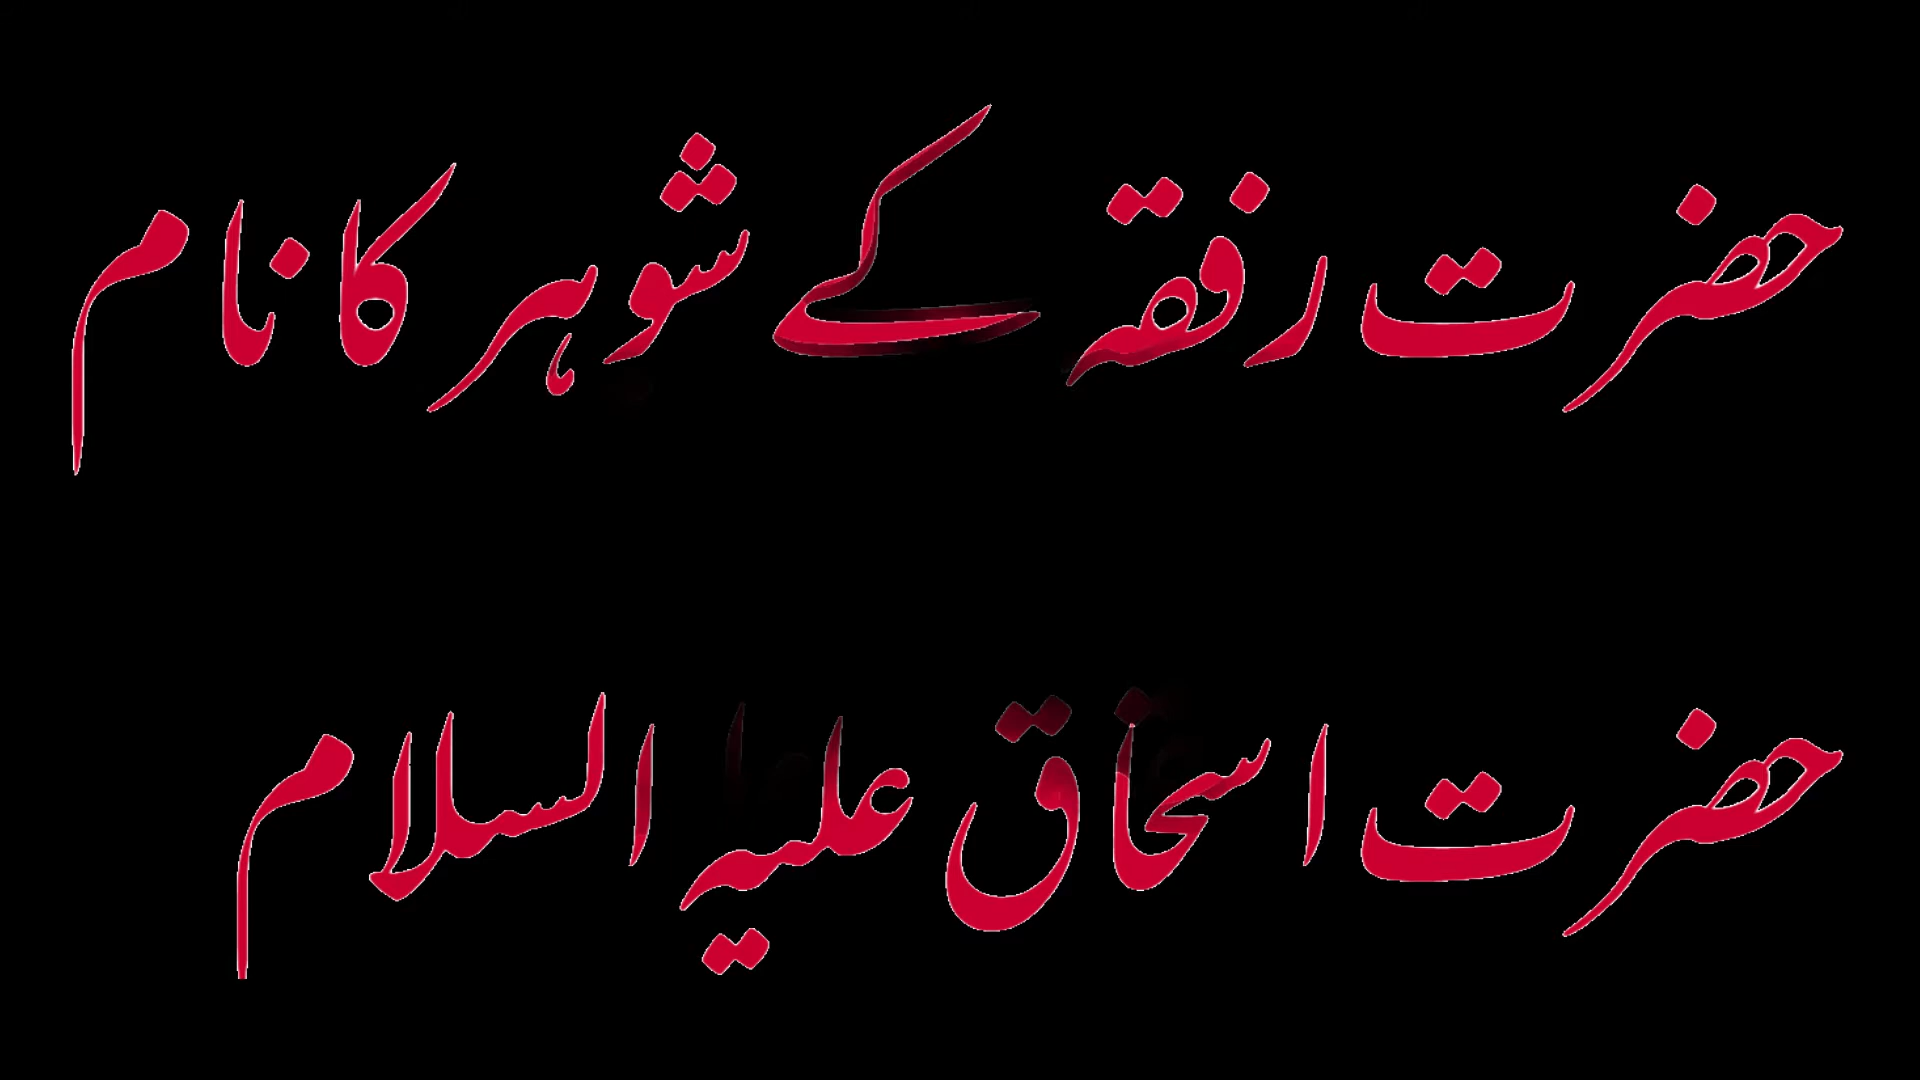 حضرت رفقہ کے شوہر کا نام
حضرت اسحاق علیہ السلام